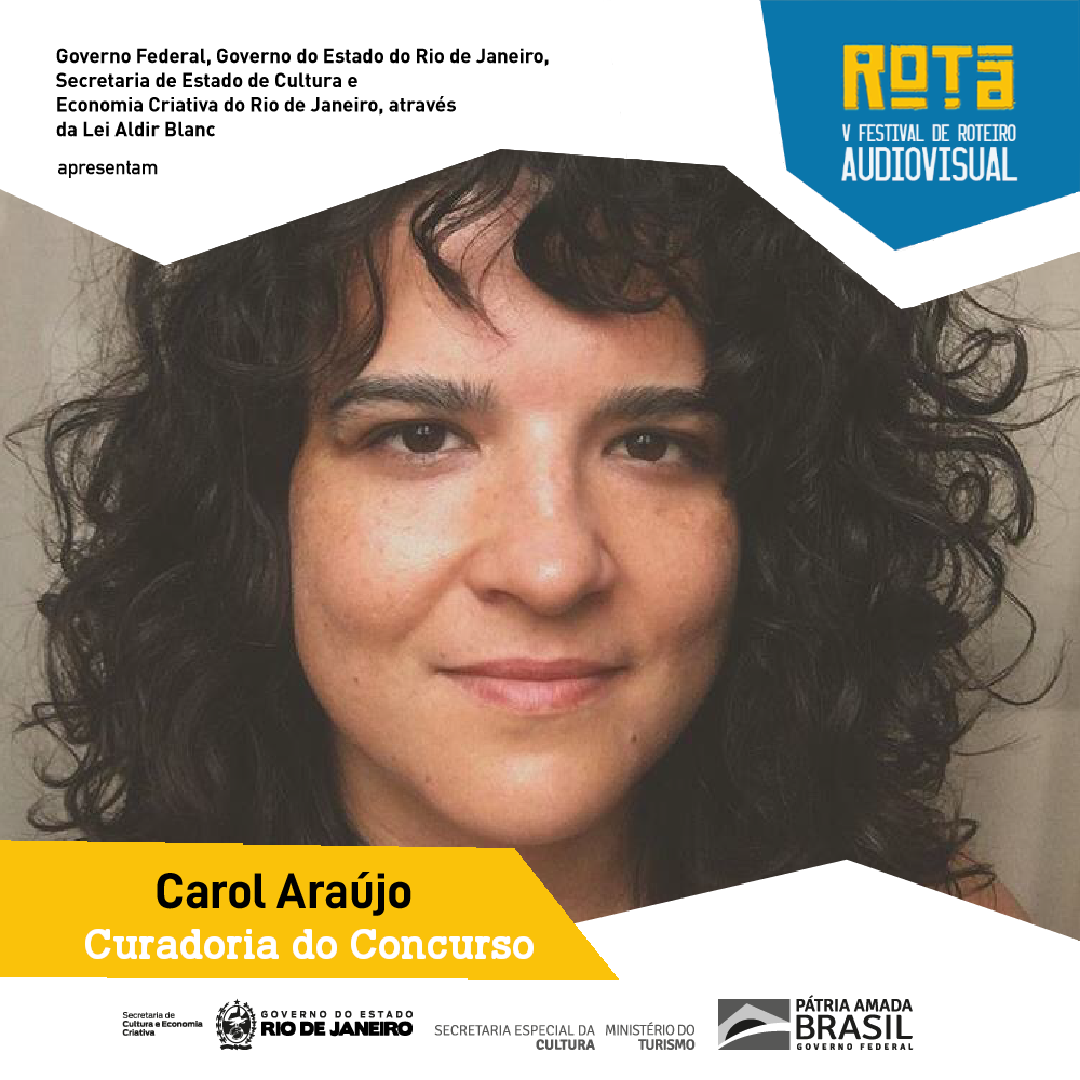 Governo Federal, Governo do Estado do Rio de Janeiro,
Secretaria de Estado de Cultura e
Economia Criativa do Rio de Janeiro, através
da Lei Aldir Blanc
apresentam
ROTA
V FESTIVAL DE ROTEIRO
AUDIOVISUAL
Carol Araújo
Curadoria do Concurso
Secretaria de
Cultura e Economia
Criativa
GOVERNO DO ESTADO
RIO DE JANEIRO
SECRETARIA ESPECIAL DA
CULTURA
MINISTÉRIO DO
TURISMO
PÁTRIA AMADA
BRASIL
GOVERNO FEDERAL